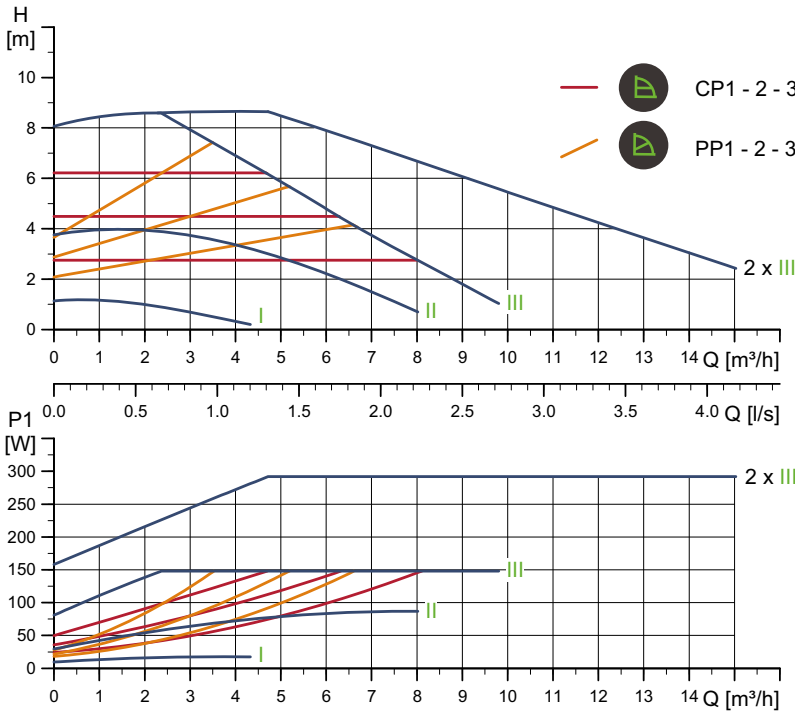 H
[m]
10
8
6
4
2
0
CP1 - 2 - 3
PP1 - 2 - 3
2 x III
I
II
III
0 1 2 3 4 5 6 7 8 9 10 11 12 13 14 Q [m³/h]
0.0 0.5 1.0 1.5 2.0 2.5 3.0 3.5 4.0 Q [l/s]
P1
[W]
300
250
200
150
100
50
0
2 x III
III
II
I
0 1 2 3 4 5 6 7 8 9 10 11 12 13 14 Q [m³/h]